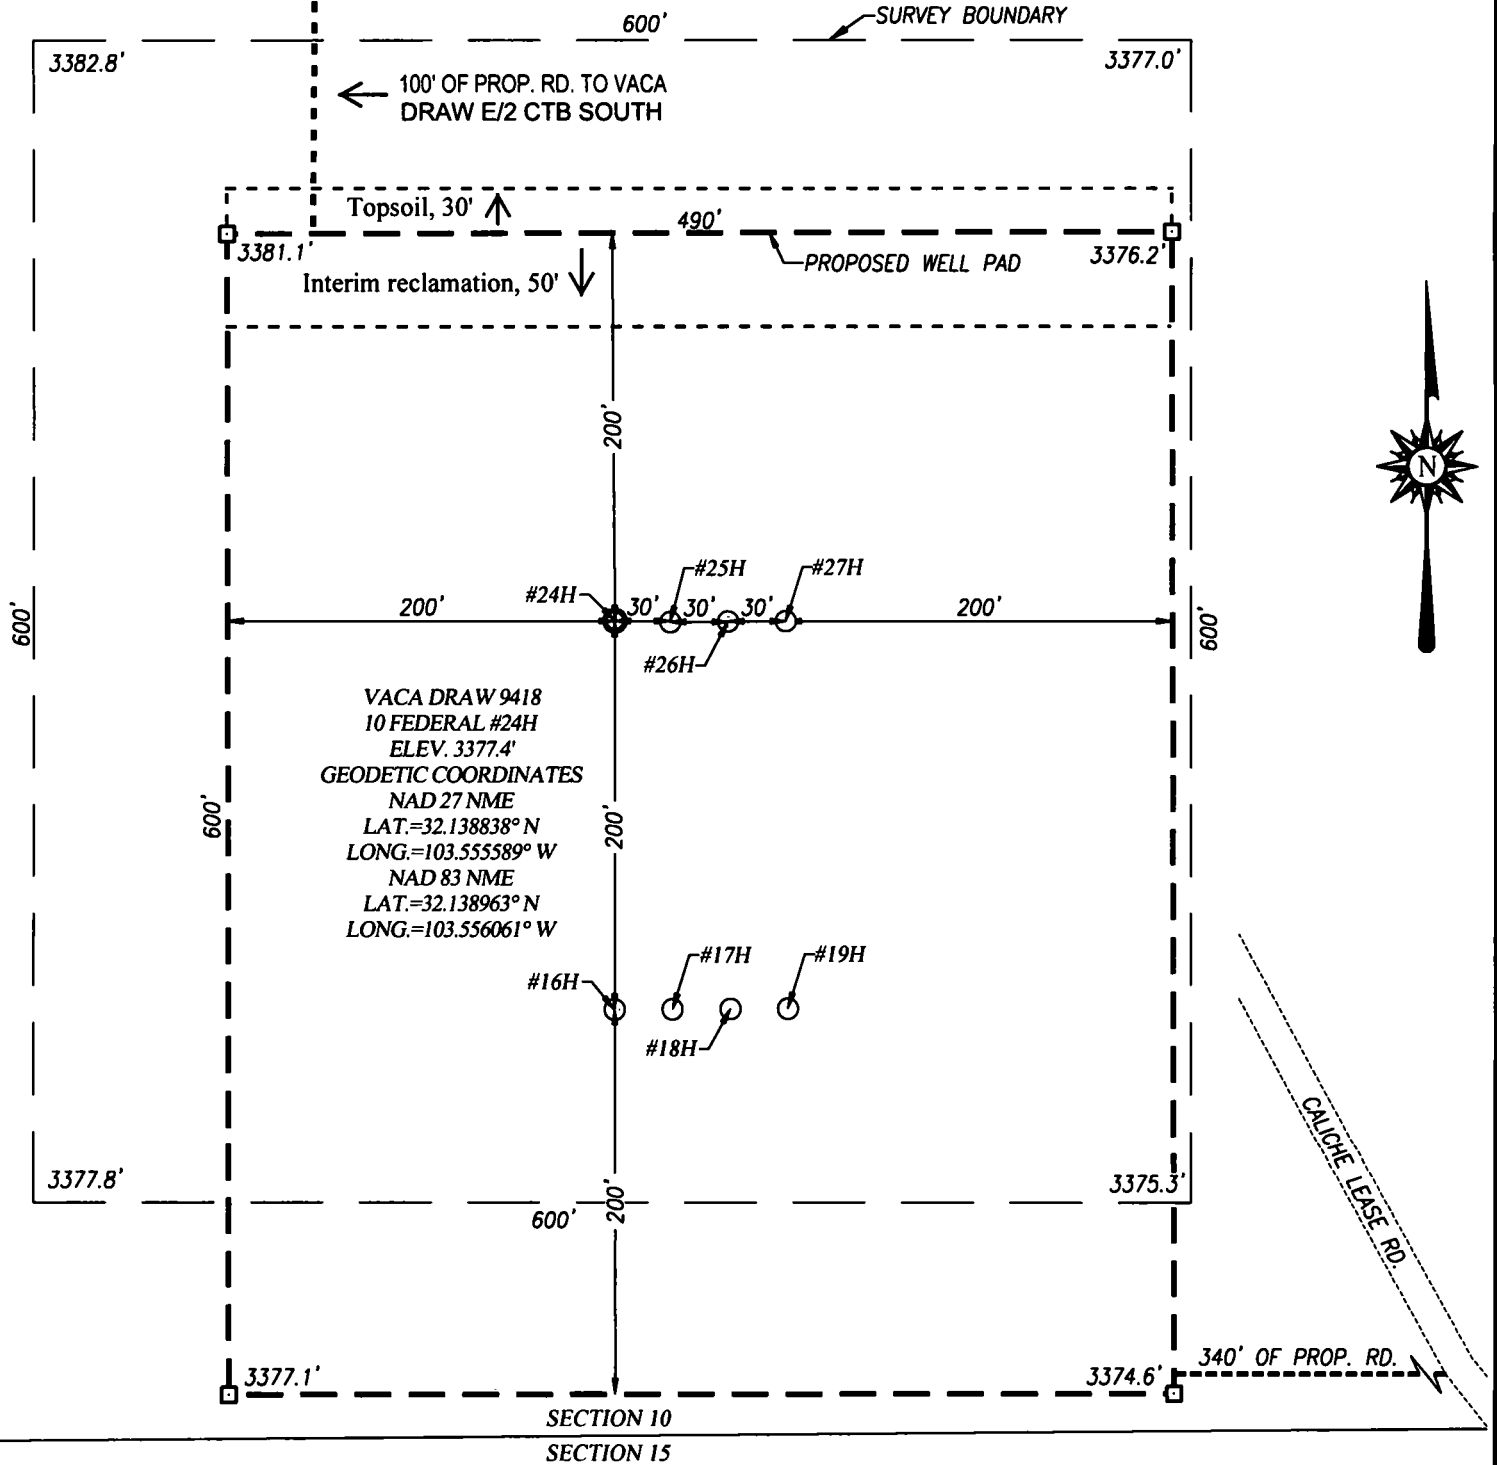 600'
SURVEY BOUNDARY
3382.8'
3377.0'
100' OF PROP. RD. TO VACA
DRAW E/2 CTB SOUTH
Topsoil, 30'
490'
3381.1'
3376.2'
PROPOSED WELL PAD
Interim reclamation, 50'
N
200'
#25H
#27H
#24H
200'
30'
30'
30'
200'
600'
600'
#26H
VACA DRAW 9418
10 FEDERAL #24H
ELEV. 3377.4'
GEODETIC COORDINATES
NAD 27 NME
LAT.=32.138838° N
LONG.=103.555589° W
NAD 83 NME
LAT.=32.138963° N
LONG.=103.556061° W
600'
200'
#17H
#19H
#16H
#18H
CALICHE LEASE RD.
3377.8'
3375.3'
600'
200'
3377.1'
3374.6'
340' OF PROP. RD.
SECTION 10
SECTION 15